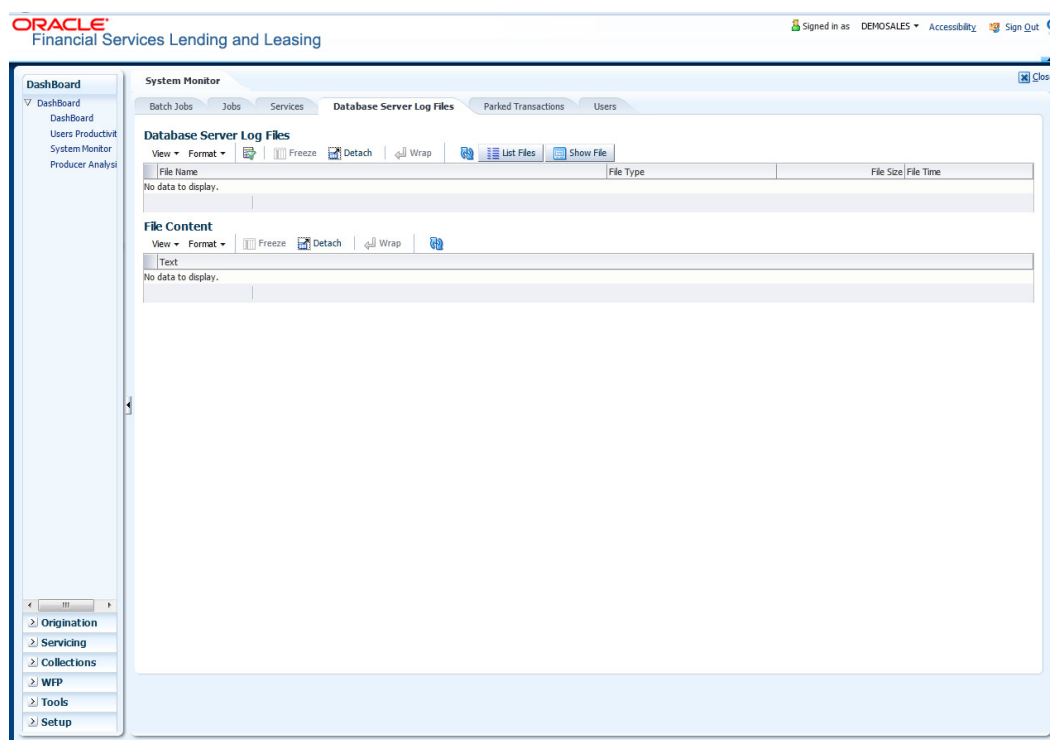 ORACLE
Financial Services Lending and Leasing
Signed in as DEMOSALES Accessibility Sign Out
DashBoard
DashBoard
DashBoard
Users Productivit
System Monitor
Producer Analysi
Origination
Servicing
Collections
WFP
Tools
Setup
System Monitor
Clos
Batch Jobs Jobs Services Database Server Log Files Parked Transactions Users
Database Server Log Files
View Format Freeze Detach Wrap List Files Show File
File Name File Type File Size File Time
No data to display.
File Content
View Format Freeze Detach Wrap
Text
No data to display.